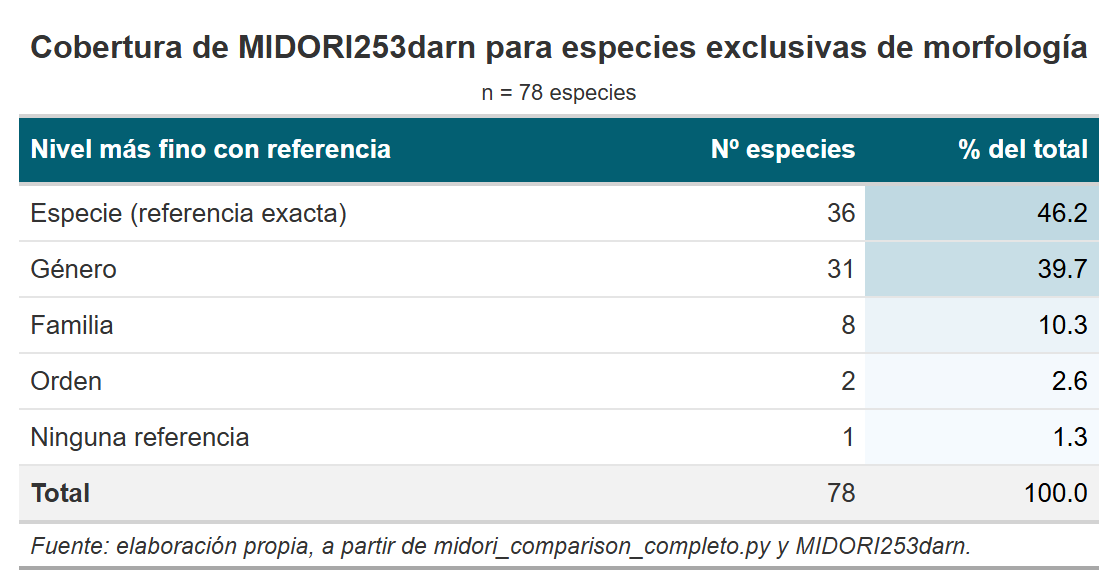 Cobertura de MIDORI253darn para especies exclusivas de morfología
n = 78 especies
Nivel más fino con referencia Nº especies % del total
Especie (referencia exacta) 36 46.2
Género 31 39.7
Familia 8 10.3
Orden 2 2.6
Ninguna referencia 1 1.3
Total 78 100.0
Fuente: elaboración propia, a partir de midori_comparison_completo.py y MIDORI253darn.